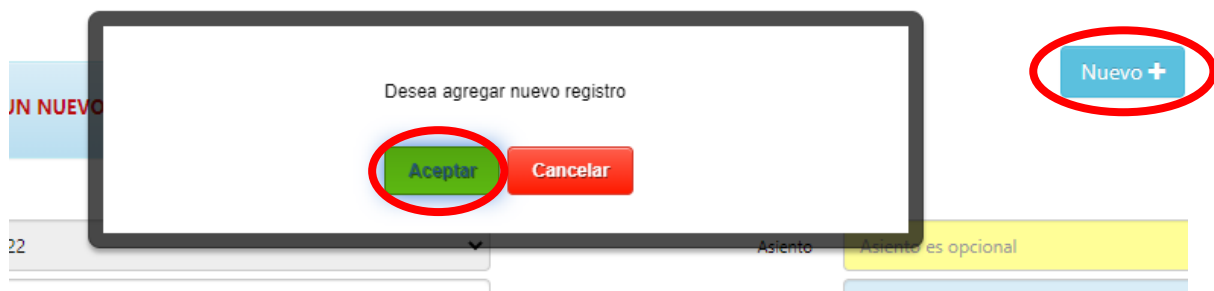 Nuevo +
Desea agregar nuevo registro
UN NUEVO
Aceptar
Cancelar
22
Asiento
Asiento es opcional